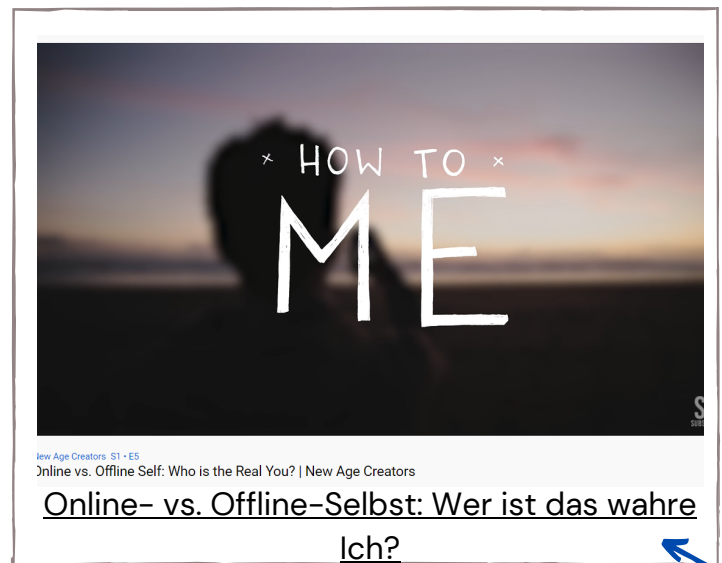 × HOW TO ×
ME
New Age Creators S1 • E5
Online vs. Offline Self: Who is the Real You? | New Age Creators
Online- vs. Offline-Selbst: Wer ist das wahre
Ich?